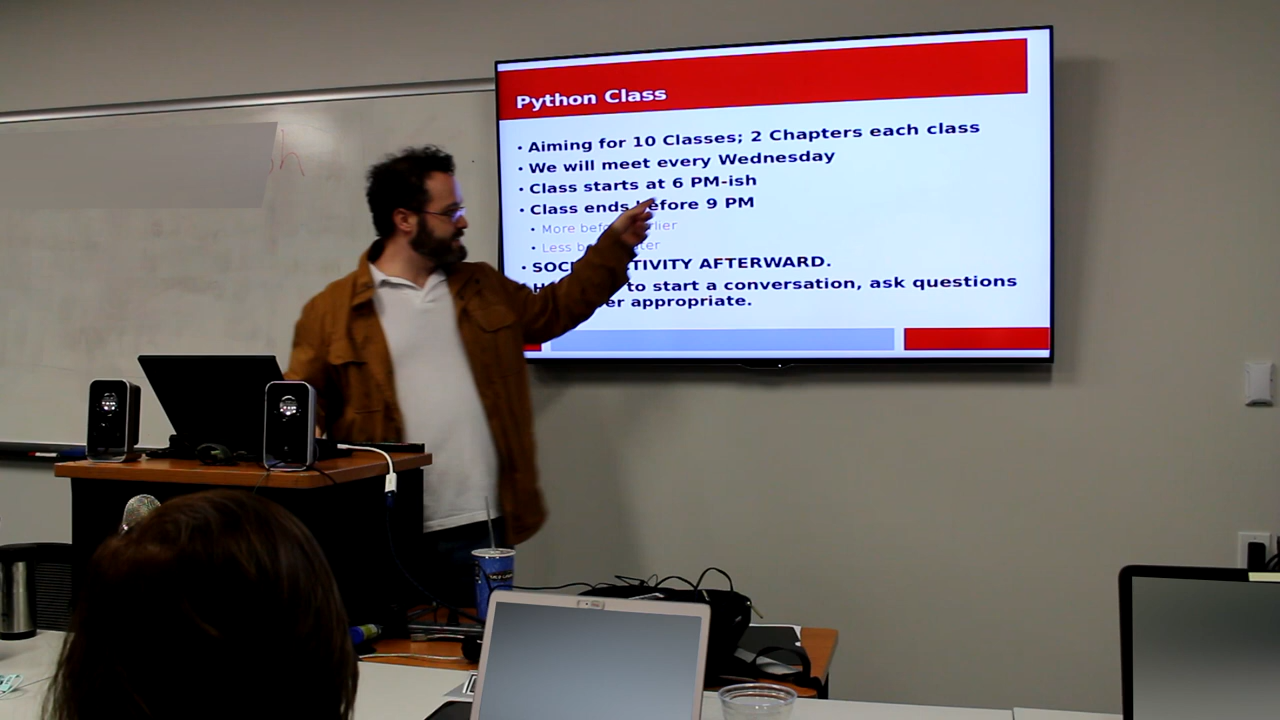 Python Class
• Aiming for 10 Classes; 2 Chapters each class
• We will meet every Wednesday
• Class starts at 6 PM-ish
• Class ends before 9 PM
• More
• Less
• AFTERWARD.
to start a conversation, ask questions
appropriate.